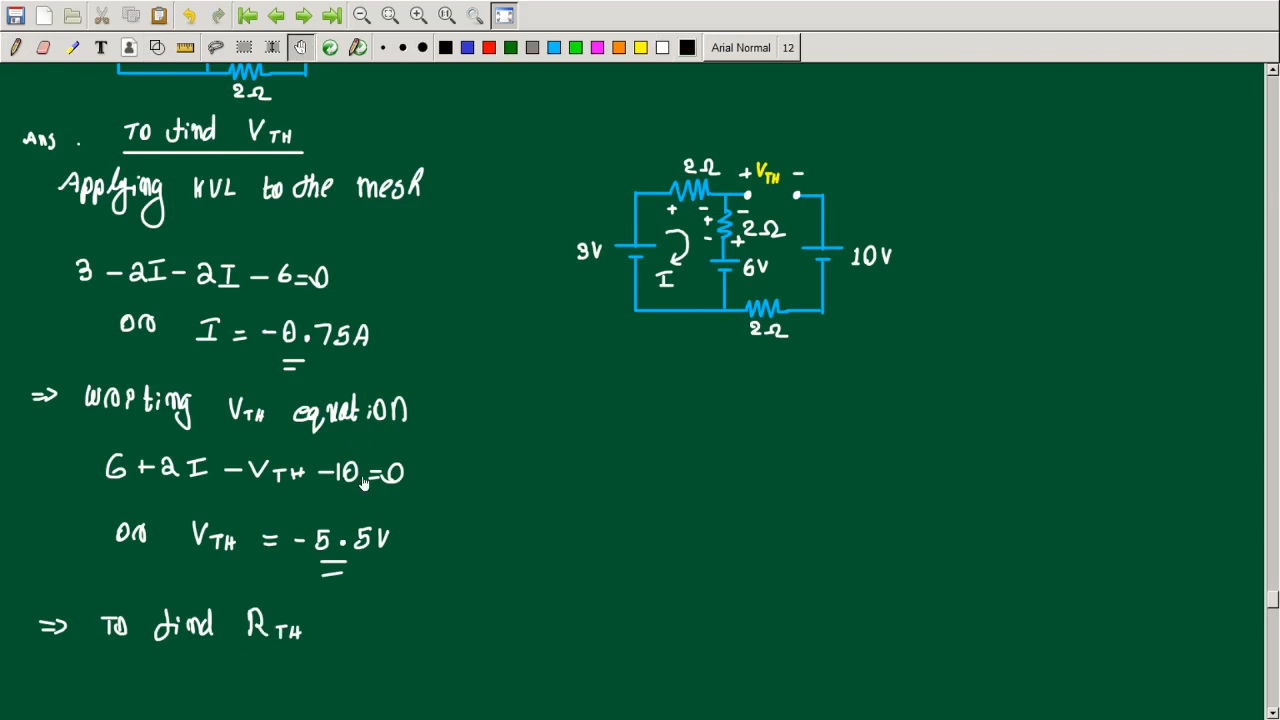 Arial Normal 12
2Ω
Ans. To find VTH
Applying KVL to the mesh
3 - 2I - 2I - 6 = 0
or I = -0.75A
⇒ Writing VTH equation
6 + 2I - VTH - 10 = 0
or VTH = -5.5V
⇒ To find RTH
2Ω
+ VTH -
+ - + - - +
2Ω
3V
I
6V
10V
2Ω